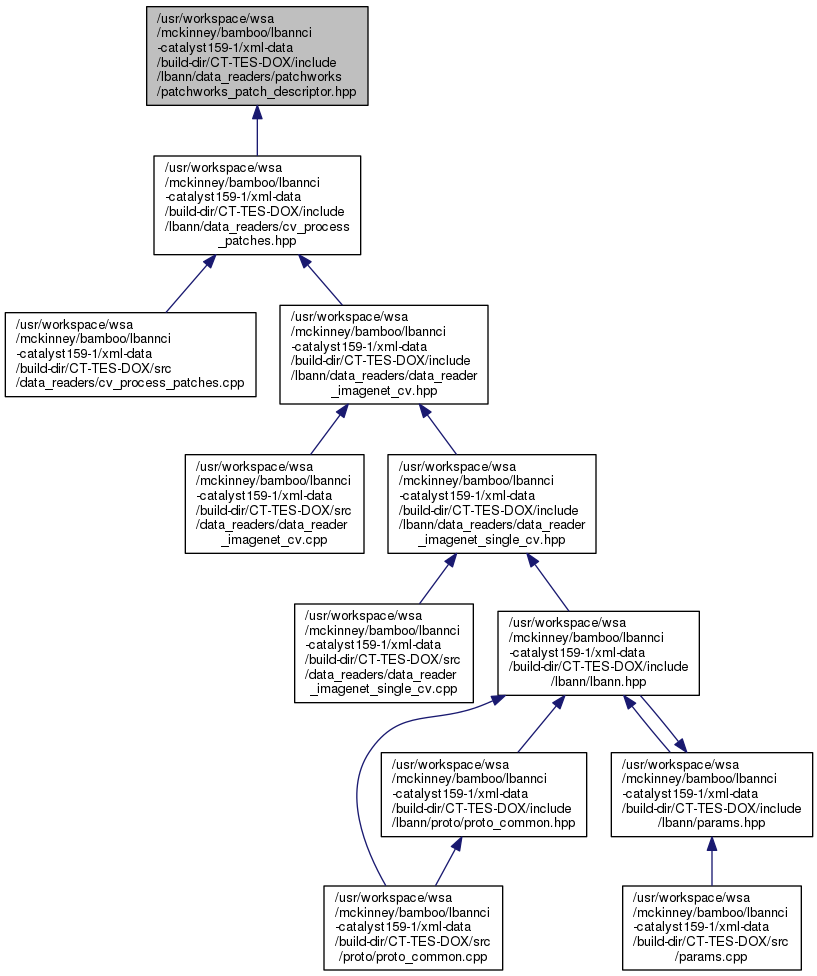 /usr/workspace/wsa
/mckinney/bamboo/lbannci
-catalyst159-1/xml-data
/build-dir/CT-TES-DOX/include
/lbann/data_readers/patchworks
/patchworks_patch_descriptor.hpp
/usr/workspace/wsa
/mckinney/bamboo/lbannci
-catalyst159-1/xml-data
/build-dir/CT-TES-DOX/include
/lbann/data_readers/cv_process
_patches.hpp
/usr/workspace/wsa
/mckinney/bamboo/lbannci
-catalyst159-1/xml-data
/build-dir/CT-TES-DOX/src
/data_readers/cv_process_patches.cpp
/usr/workspace/wsa
/mckinney/bamboo/lbannci
-catalyst159-1/xml-data
/build-dir/CT-TES-DOX/include
/lbann/data_readers/data_reader
_imagenet_cv.hpp
/usr/workspace/wsa
/mckinney/bamboo/lbannci
-catalyst159-1/xml-data
/build-dir/CT-TES-DOX/src
/data_readers/data_reader
_imagenet_cv.cpp
/usr/workspace/wsa
/mckinney/bamboo/lbannci
-catalyst159-1/xml-data
/build-dir/CT-TES-DOX/include
/lbann/data_readers/data_reader
_imagenet_single_cv.hpp
/usr/workspace/wsa
/mckinney/bamboo/lbannci
-catalyst159-1/xml-data
/build-dir/CT-TES-DOX/src
/data_readers/data_reader
_imagenet_single_cv.cpp
/usr/workspace/wsa
/mckinney/bamboo/lbannci
-catalyst159-1/xml-data
/build-dir/CT-TES-DOX/include
/lbann/lbann.hpp
/usr/workspace/wsa
/mckinney/bamboo/lbannci
-catalyst159-1/xml-data
/build-dir/CT-TES-DOX/include
/lbann/proto/proto_common.hpp
/usr/workspace/wsa
/mckinney/bamboo/lbannci
-catalyst159-1/xml-data
/build-dir/CT-TES-DOX/include
/lbann/params.hpp
/usr/workspace/wsa
/mckinney/bamboo/lbannci
-catalyst159-1/xml-data
/build-dir/CT-TES-DOX/src
/proto/proto_common.cpp
/usr/workspace/wsa
/mckinney/bamboo/lbannci
-catalyst159-1/xml-data
/build-dir/CT-TES-DOX/src
/params.cpp